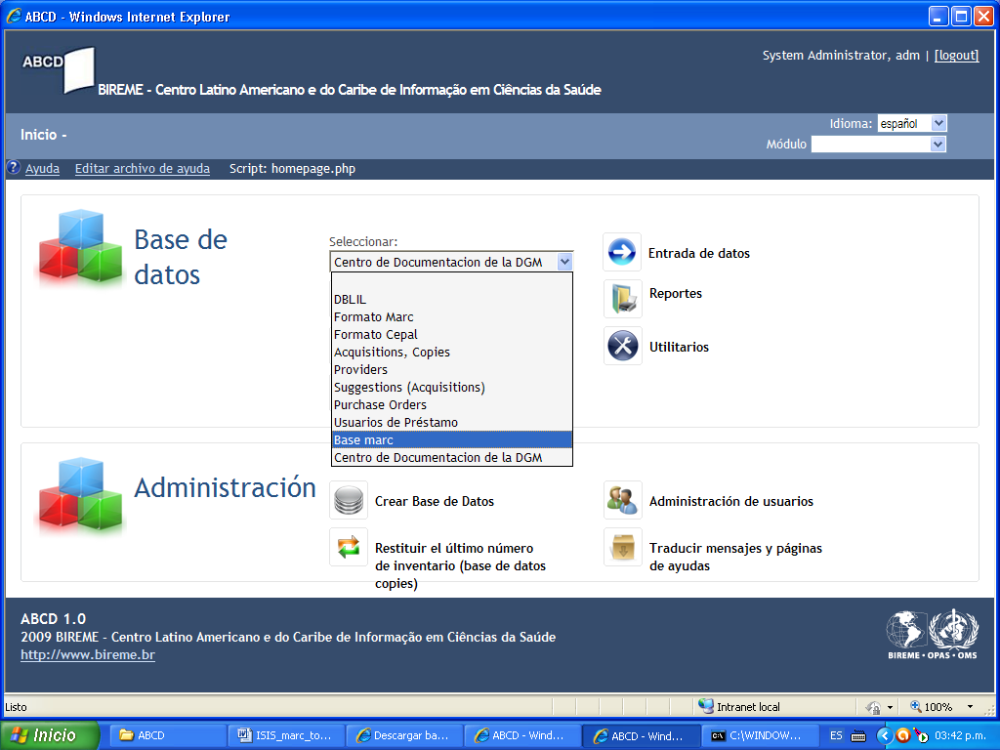 ABCD - Windows Internet Explorer
ABCD
System Administrator, adm | [logout]
BIREME - Centro Latino Americano e do Caribe de Informação em Ciências da Saúde
Inicio -
Idioma: español
Módulo
? Ayuda Editar archivo de ayuda Script: homepage.php
Base de
datos
Seleccionar:
Centro de Documentacion de la DGM
DBLIL
Formato Marc
Formato Cepal
Acquisitions, Copies
Providers
Suggestions (Acquisitions)
Purchase Orders
Usuarios de Préstamo
Base marc
Centro de Documentacion de la DGM
Entrada de datos
Reportes
Utilitarios
Administración
Crear Base de Datos
Restituir el último número
de inventario (base de datos
copies)
Administración de usuarios
Traducir mensajes y páginas
de ayudas
ABCD 1.0
2009 BIREME - Centro Latino Americano e do Caribe de Informação em Ciências da Saúde
http://www.bireme.br
BIREME • OPAS • OMS
Listo
Intranet local
100%
Inicio
ABCD
ISIS_marc_to...
Descargar ba...
ABCD - Wind...
ABCD - Wind...
C:\WINDOW...
ES
03:42 p.m.